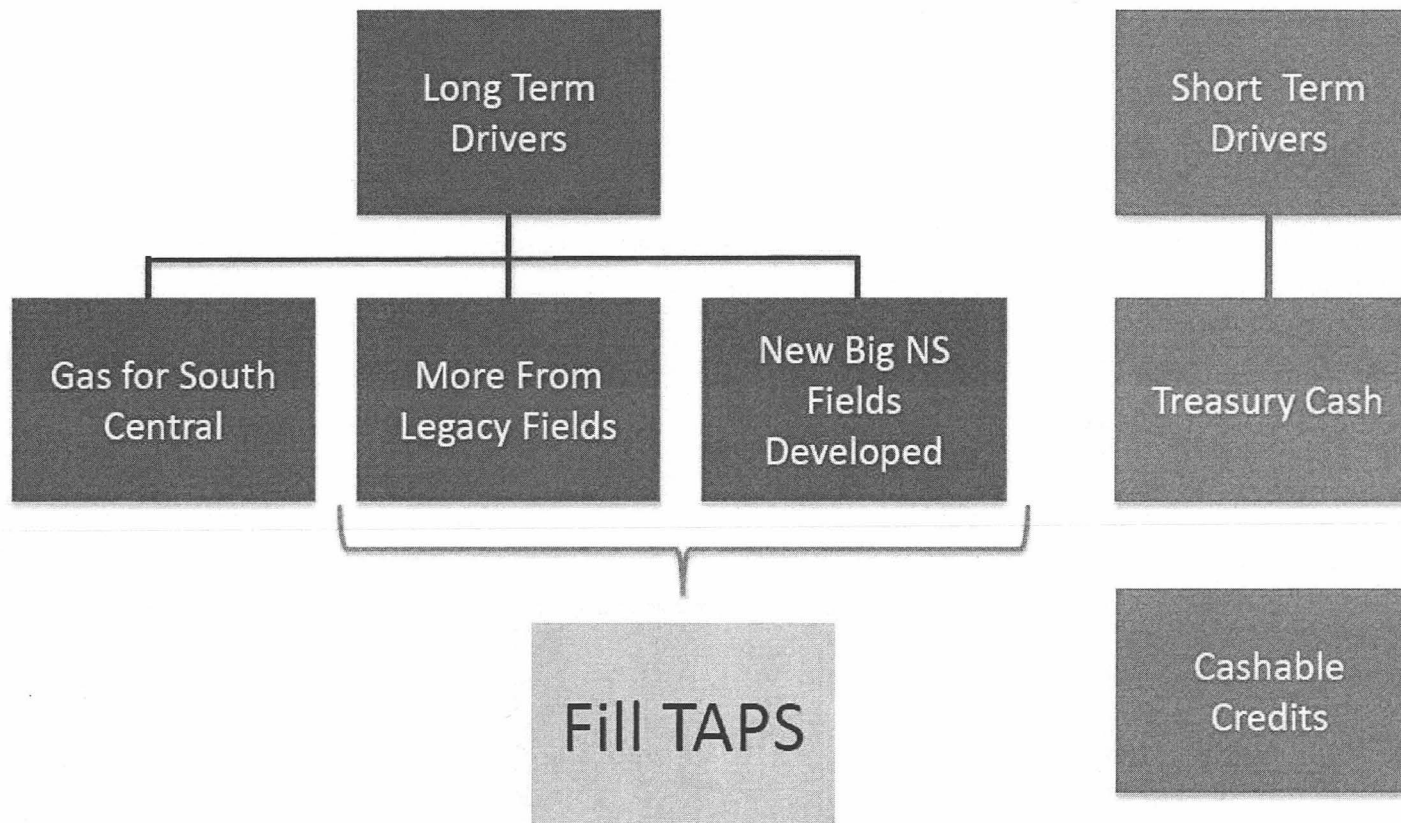 Long Term
Drivers
Short Term
Drivers
Gas for South
Central
More From
Legacy Fields
New Big NS
Fields
Developed
Treasury Cash
Fill TAPS
Cashable
Credits